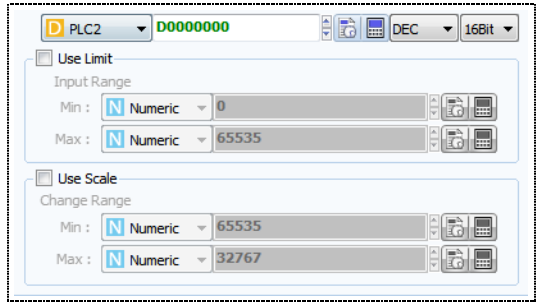 D PLC2 D0000000 DEC 16Bit
Use Limit
Input Range
Min : N Numeric 0
Max : N Numeric 65535
Use Scale
Change Range
Min : N Numeric 65535
Max : N Numeric 32767